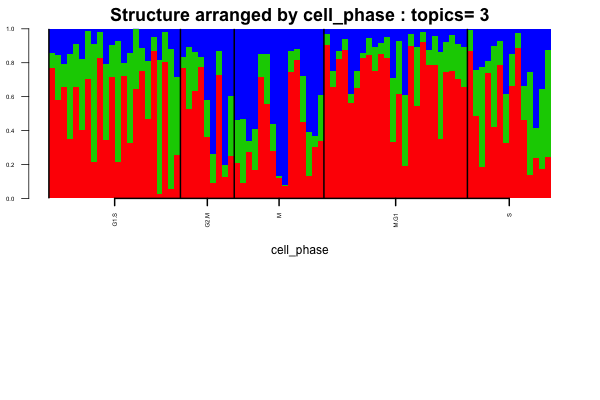 Structure arranged by cell_phase : topics= 3
1.0
0.8
0.6
0.4
0.2
0.0
G1.S
G2.M
M
M.G1
S
cell_phase